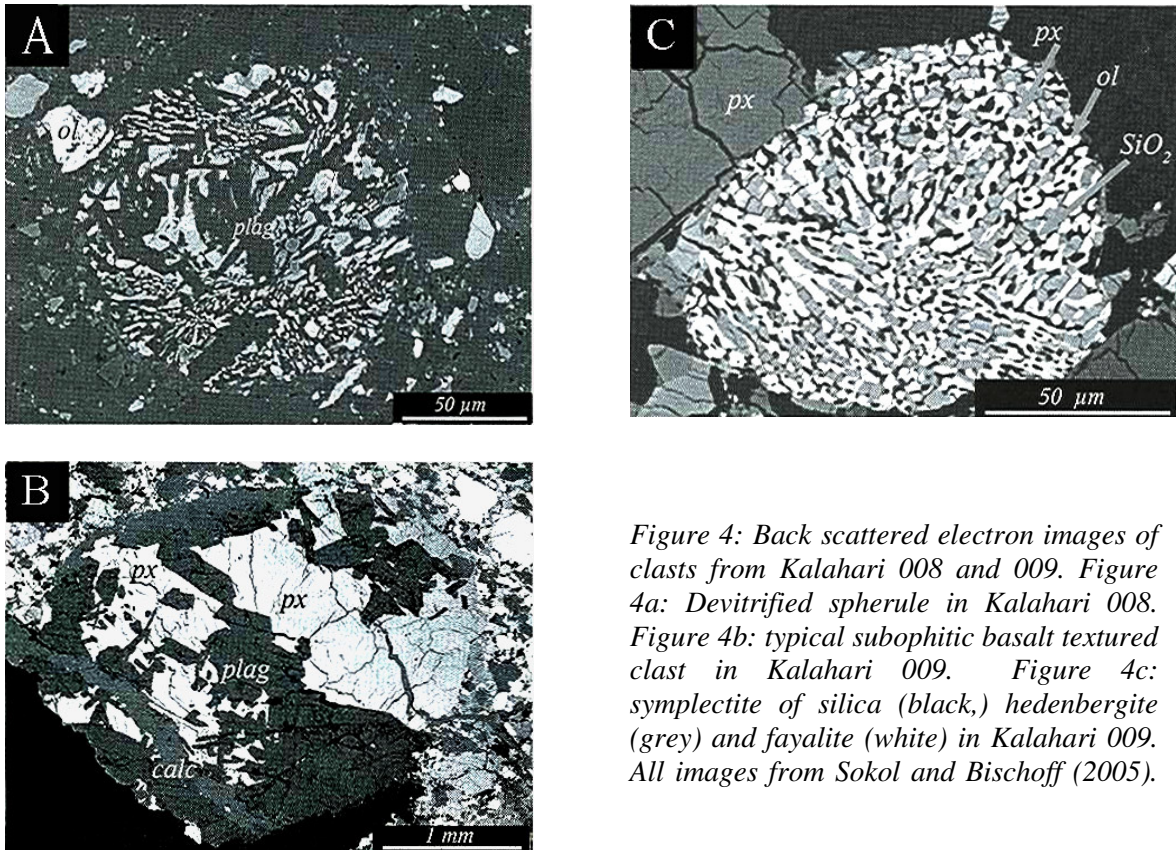 A
ol
plag
50 µm
B
px
px
plag
calc
1 mm
C
px
px
ol
SiO2
50 µm
Figure 4: Back scattered electron images of
clasts from Kalahari 008 and 009. Figure
4a: Devitrified spherule in Kalahari 008.
Figure 4b: typical subophitic basalt textured
clast in Kalahari 009. Figure 4c:
symplectite of silica (black,) hedenbergite
(grey) and fayalite (white) in Kalahari 009.
All images from Sokol and Bischoff (2005).